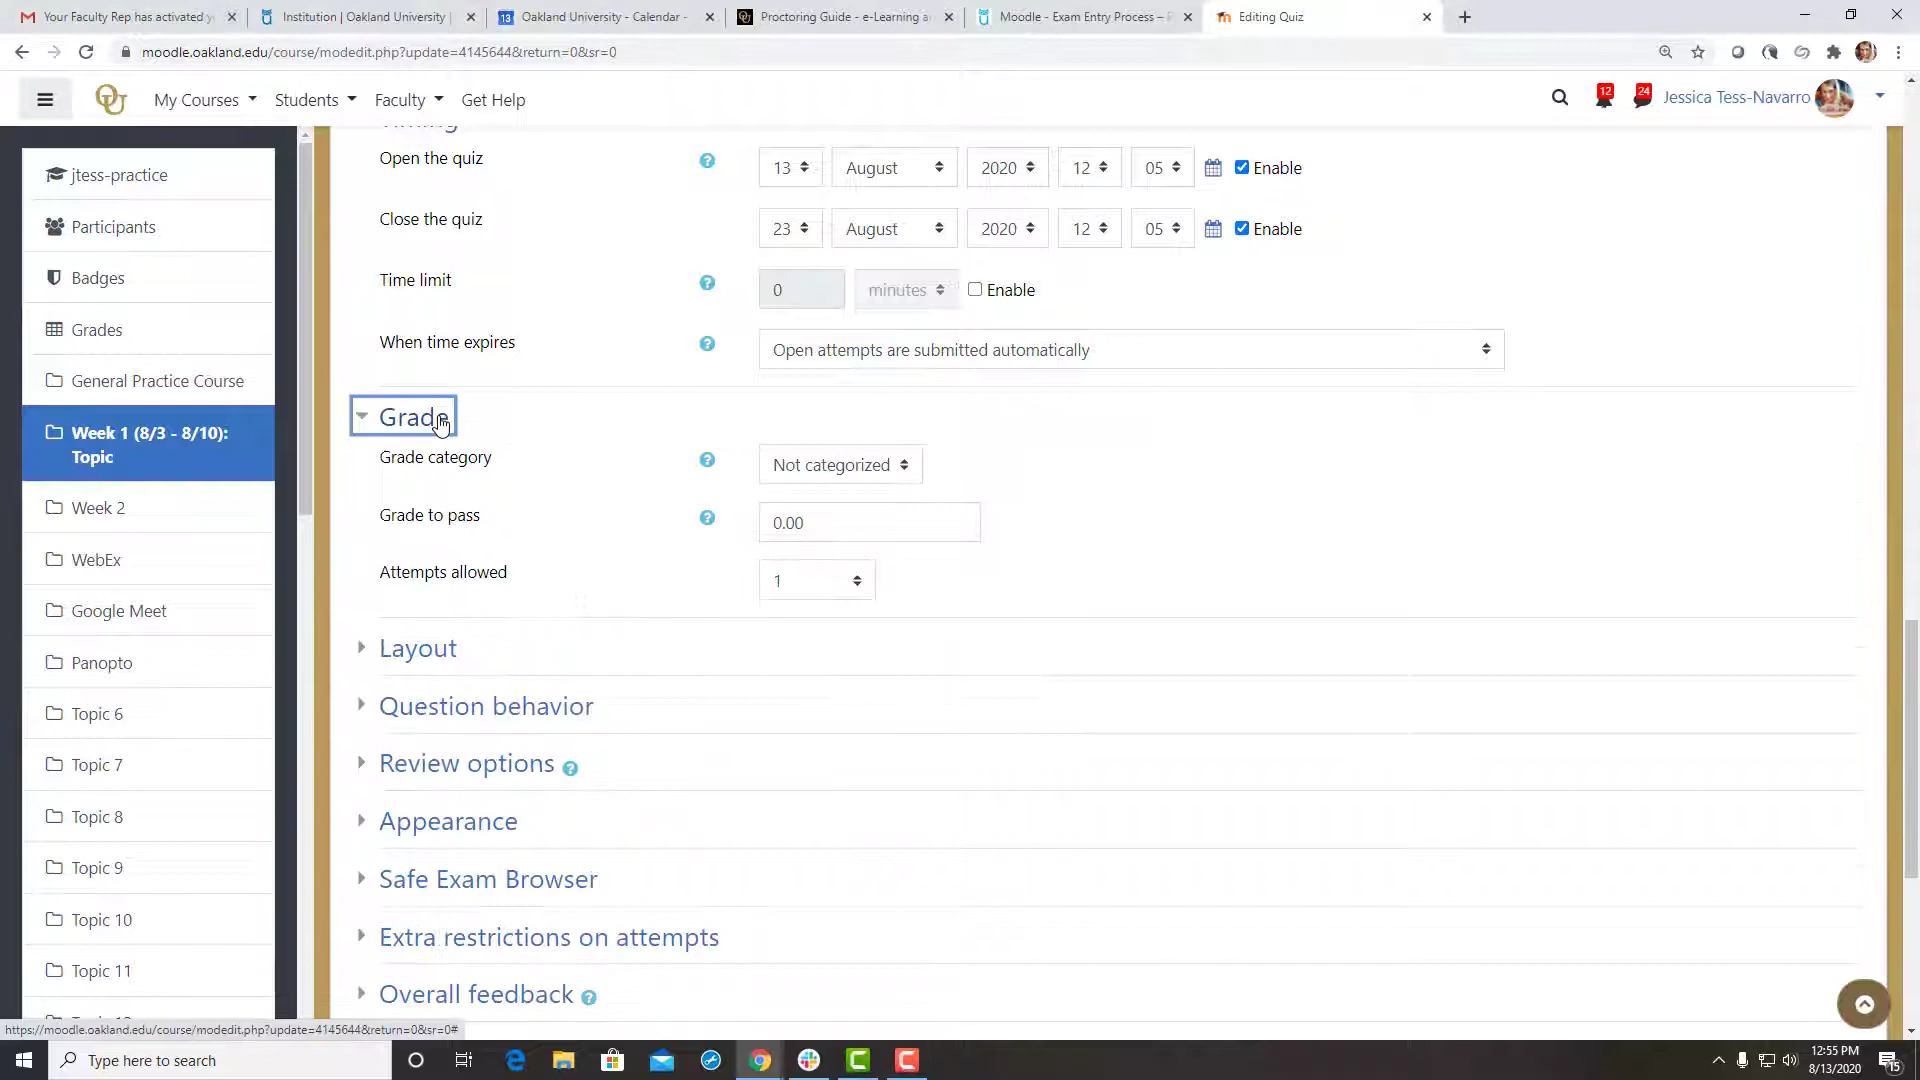 Your Faculty Rep has activated y
Institution | Oakland University |
Oakland University - Calendar -
Proctoring Guide - e-Learning a
Moodle - Exam Entry Process – P
Editing Quiz
moodle.oakland.edu/course/modedit.php?update=4145644&return=0&sr=0
OU
My Courses
Students
Faculty
Get Help
12
24
Jessica Tess-Navarro
jtess-practice
Participants
Badges
Grades
General Practice Course
Week 1 (8/3 - 8/10):
Topic
Week 2
WebEx
Google Meet
Panopto
Topic 6
Topic 7
Topic 8
Topic 9
Topic 10
Topic 11
Open the quiz
13 August 2020 12 05 Enable
Close the quiz
23 August 2020 12 05 Enable
Time limit
0 minutes Enable
When time expires
Open attempts are submitted automatically
Grade
Grade category
Not categorized
Grade to pass
0.00
Attempts allowed
1
Layout
Question behavior
Review options
Appearance
Safe Exam Browser
Extra restrictions on attempts
Overall feedback
https://moodle.oakland.edu/course/modedit.php?update=4145644&return=0&sr=0#
Type here to search
12:55 PM
8/13/2020
15